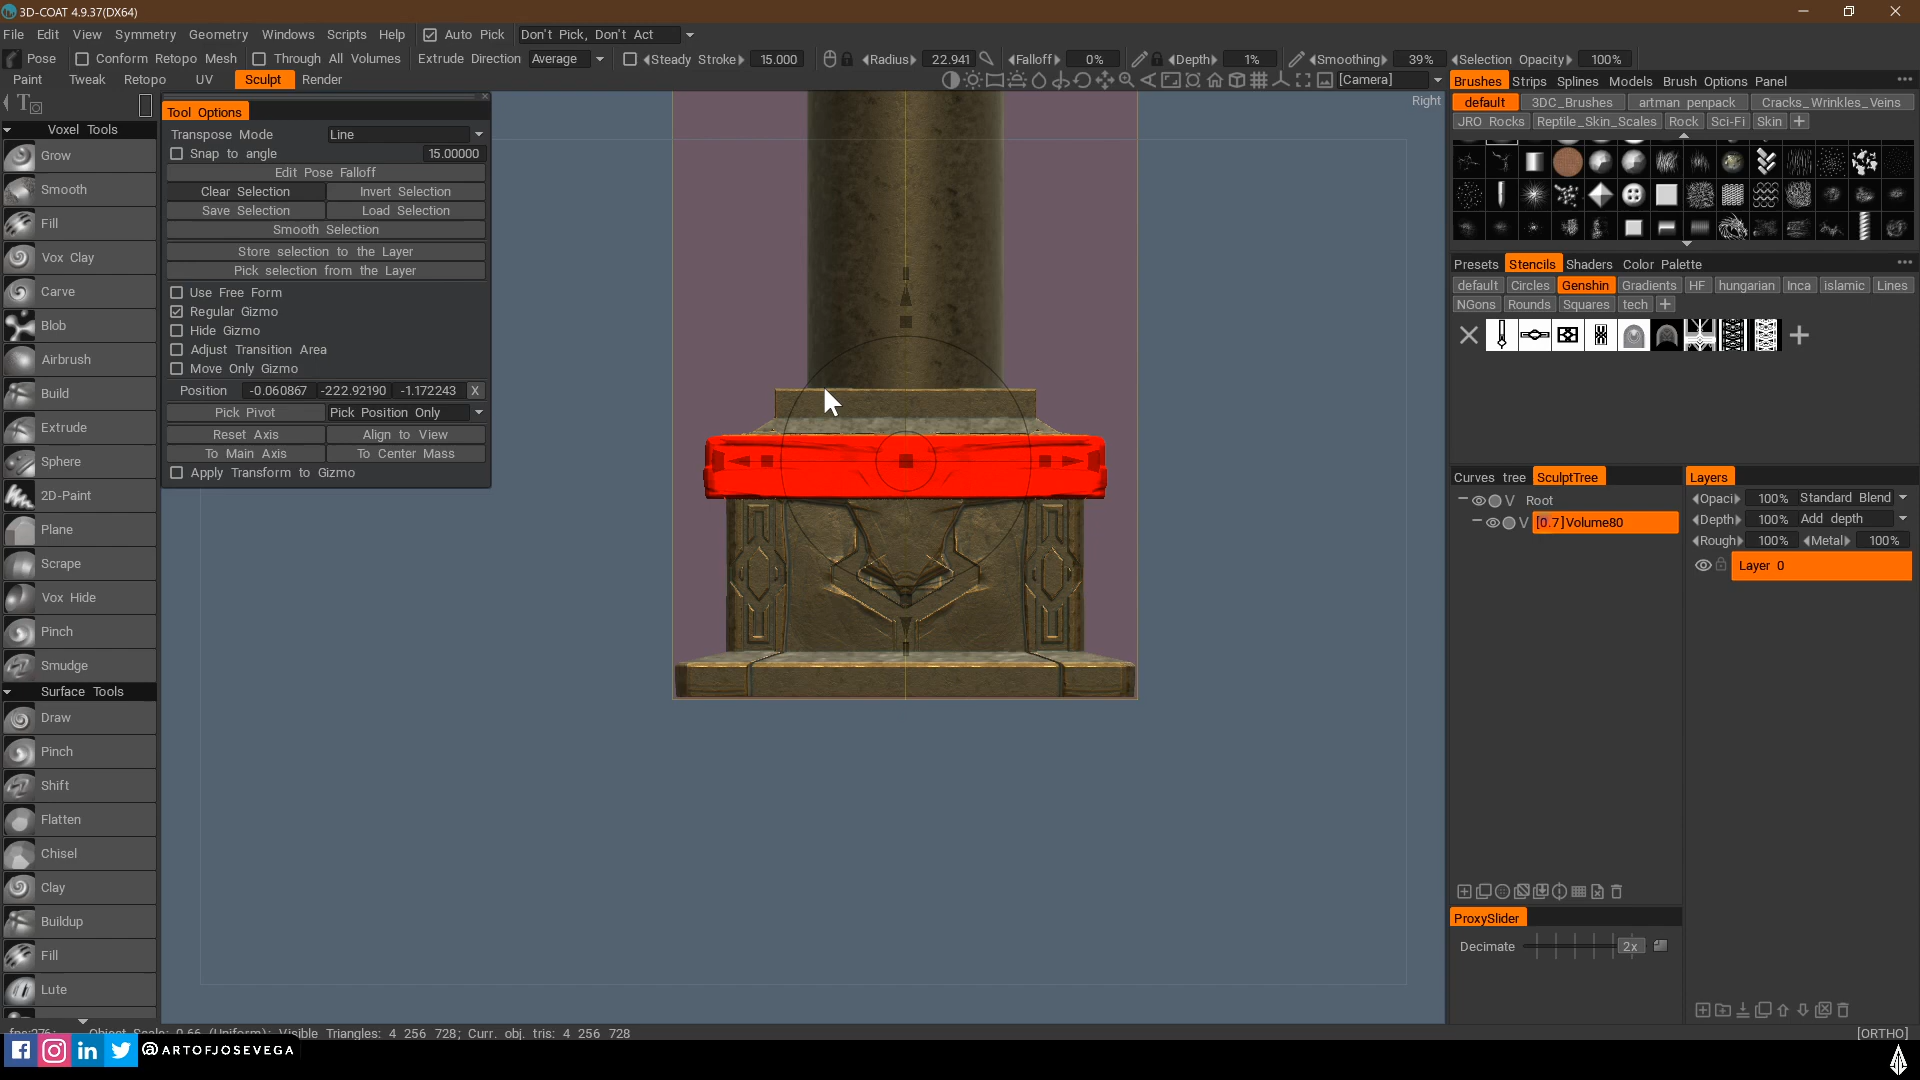 3D-COAT 4.9.37(DX64)
File Edit View Symmetry Geometry Windows Scripts Help Auto Pick Don't Pick, Don't Act
Pose Conform Retopo Mesh Through All Volumes Extrude Direction Average Steady Stroke 15.000 Radius 22.941 Falloff 0% Depth 1% Smoothing 39% Selection Opacity 100%
Paint Tweak Retopo UV Sculpt Render [Camera]
Right
Voxel Tools
Grow
Smooth
Fill
Vox Clay
Carve
Blob
Airbrush
Build
Extrude
Sphere
2D-Paint
Plane
Scrape
Vox Hide
Pinch
Smudge
Surface Tools
Draw
Pinch
Shift
Flatten
Chisel
Clay
Buildup
Fill
Lute
Tool Options
Transpose Mode Line
Snap to angle 15.00000
Edit Pose Falloff
Clear Selection Invert Selection
Save Selection Load Selection
Smooth Selection
Store selection to the Layer
Pick selection from the Layer
Use Free Form
Regular Gizmo
Hide Gizmo
Adjust Transition Area
Move Only Gizmo
Position -0.060867 -222.92190 -1.172243 X
Pick Pivot Pick Position Only
Reset Axis Align to View
To Main Axis To Center Mass
Apply Transform to Gizmo
Brushes Strips Splines Models Brush Options Panel
default 3DC_Brushes artman penpack Cracks_Wrinkles_Veins
JRO Rocks Reptile_Skin_Scales Rock Sci-Fi Skin
Presets Stencils Shaders Color Palette
default Circles Genshin Gradients HF hungarian Inca islamic Lines
NGons Rounds Squares tech
Curves tree SculptTree
V Root
V [0.7]Volume80
Layers
Opaci 100% Standard Blend
Depth 100% Add depth
Rough 100% Metal 100%
Layer 0
ProxySlider
Decimate 2x
fps:276; Object Scale: 0.66 (Uniform); Visible Triangles: 4 256 728; Curr. obj. tris: 4 256 728
[ORTHO]
@ARTOFJOSEVEGA